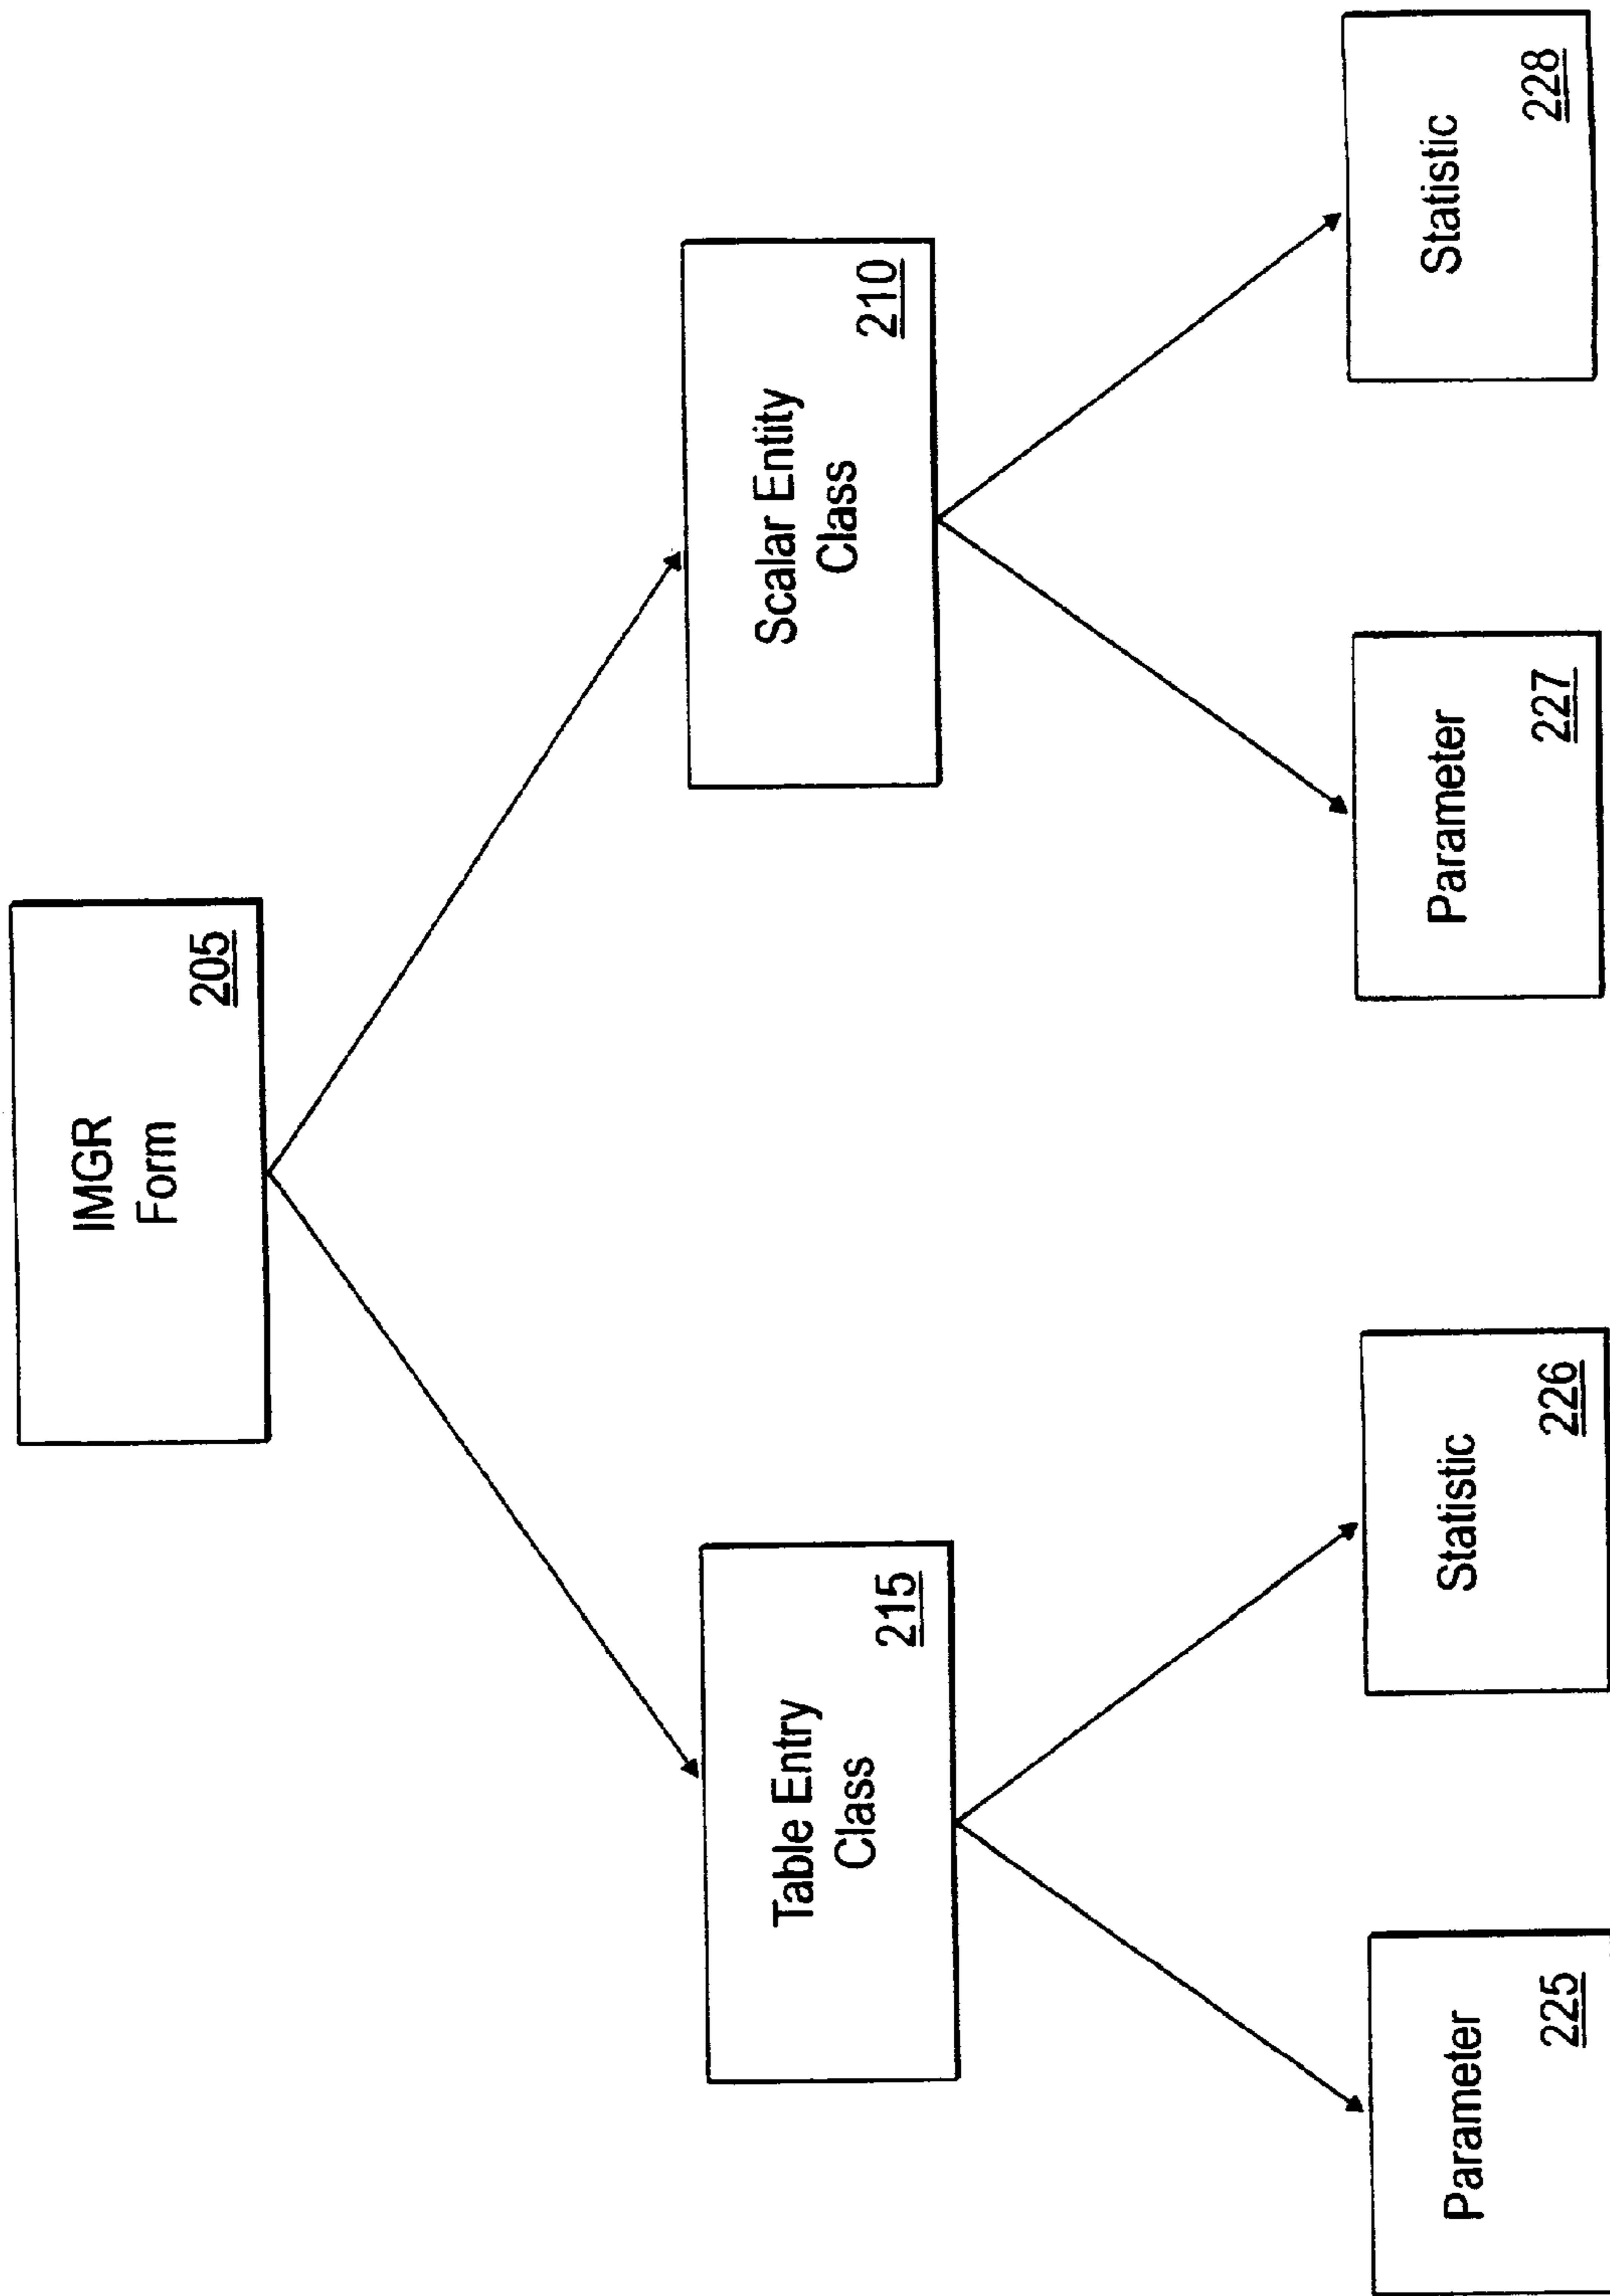 IMGR
Form
205
Table Entry
Class
215
Scalar Entity
Class
210
Parameter
225
Statistic
226
Parameter
227
Statistic
228